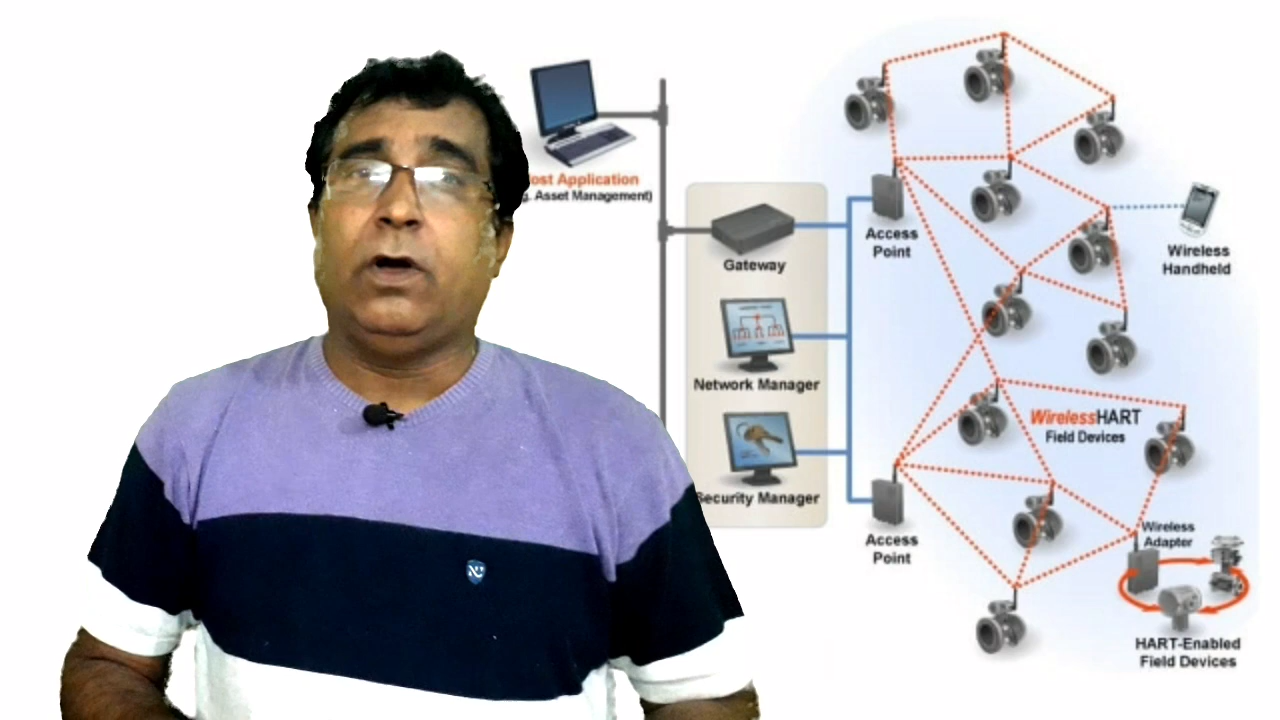 ost Application
g. Asset Management)
Gateway
Network Manager
Security Manager
Access
Point
Wireless
Handheld
WirelessHART
Field Devices
Access
Point
Wireless
Adapter
HART-Enabled
Field Devices